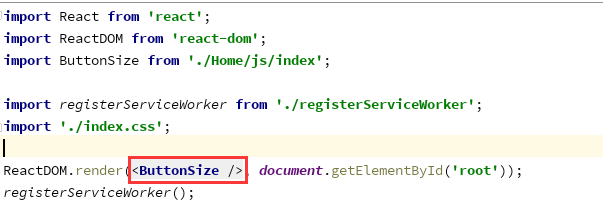 import React from 'react';
import ReactDOM from 'react-dom';
import ButtonSize from './Home/js/index';
import registerServiceWorker from './registerServiceWorker';
import './index.css';
ReactDOM.render(<ButtonSize />, document.getElementById('root'));
registerServiceWorker();